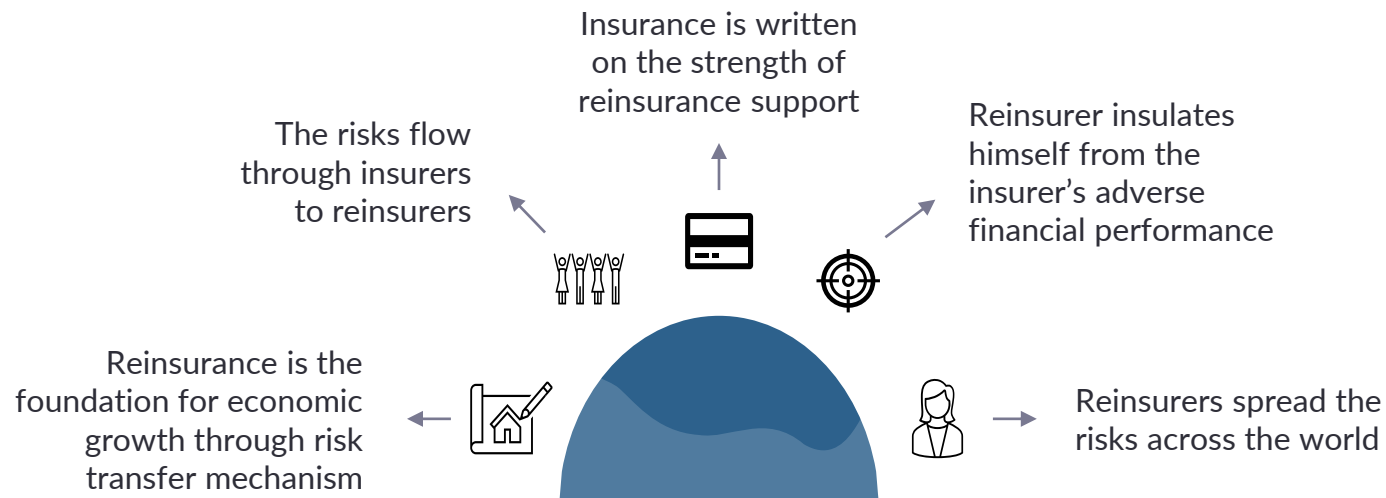 Insurance is written
on the strength of
reinsurance support
The risks flow
through insurers
to reinsurers
Reinsurer insulates
himself from the
insurer’s adverse
financial performance
Reinsurance is the
foundation for economic
growth through risk
transfer mechanism
Reinsurers spread the
risks across the world